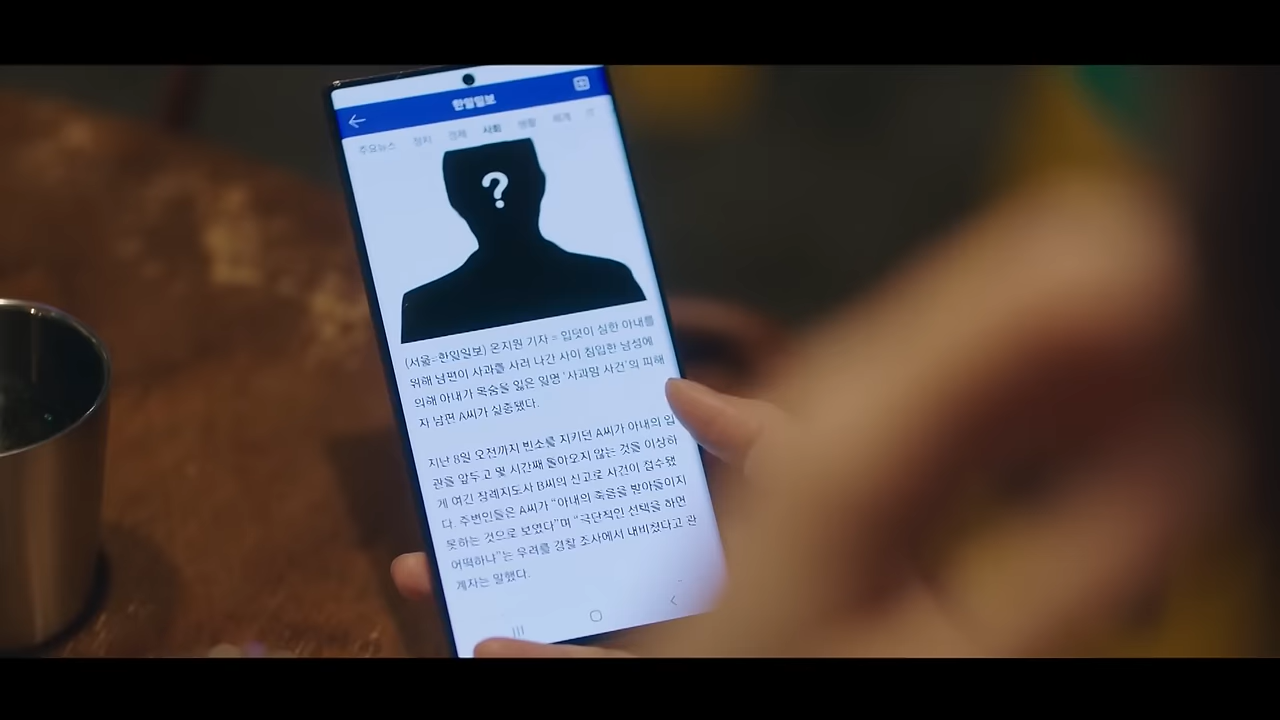 한일일보
주요뉴스 정치 경제 사회 생활 세계
?
(서울=한일일보) 온지원 기자 = 입덧이 심한 아내를
위해 남편이 사과를 사러 나간 사이 침입한 남성에
의해 아내가 목숨을 잃은 일명 '사과맘 사건'의 피해
자 남편 A씨가 실종됐다.
지난 8일 오전까지 빈소를 지키던 A씨가 아내의 입
관을 앞두고 몇 시간째 돌아오지 않는 것을 이상하
게 여긴 장례지도사 B씨의 신고로 사건이 접수됐
다. 주변인들은 A씨가 "아내의 죽음을 받아들이지
못하는 것으로 보였다"며 "극단적인 선택을 하면
어떡하냐"는 우려를 경찰 조사에서 내비쳤다고 관
계자는 말했다.